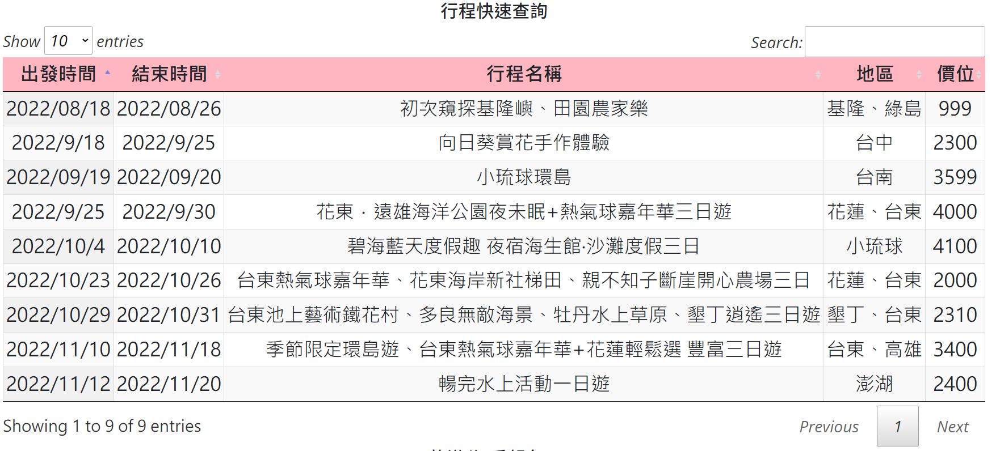 行程快速查詢
Show 10 entries Search:
出發時間 結束時間 行程名稱 地區 價位
2022/08/18 2022/08/26 初次窺探基隆嶼、田園農家樂 基隆、綠島 999
2022/9/18 2022/9/25 向日葵賞花手作體驗 台中 2300
2022/09/19 2022/09/20 小琉球環島 台南 3599
2022/9/25 2022/9/30 花東．遠雄海洋公園夜未眠+熱氣球嘉年華三日遊 花蓮、台東 4000
2022/10/4 2022/10/10 碧海藍天度假趣 夜宿海生館·沙灘度假三日 小琉球 4100
2022/10/23 2022/10/26 台東熱氣球嘉年華、花東海岸新社梯田、親不知子斷崖開心農場三日 花蓮、台東 2000
2022/10/29 2022/10/31 台東池上藝術鐵花村、多良無敵海景、牡丹水上草原、墾丁逍遙三日遊 墾丁、台東 2310
2022/11/10 2022/11/18 季節限定環島遊、台東熱氣球嘉年華+花蓮輕鬆選 豐富三日遊 台東、高雄 3400
2022/11/12 2022/11/20 暢完水上活動一日遊 澎湖 2400
Showing 1 to 9 of 9 entries Previous 1 Next